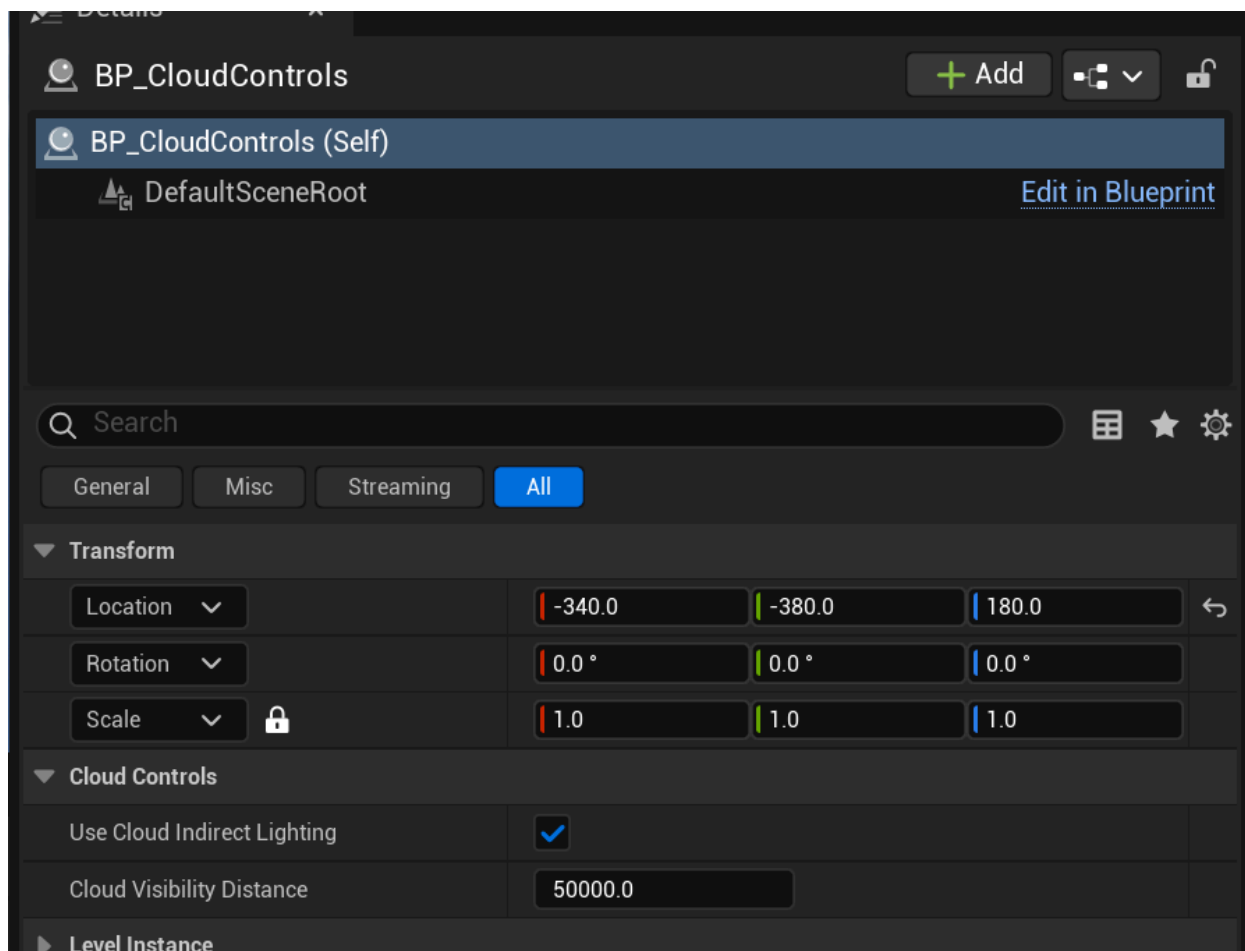 Details
BP_CloudControls
Add
BP_CloudControls (Self)
DefaultSceneRoot Edit in Blueprint
Search
General Misc Streaming All
Transform
Location -340.0 -380.0 180.0
Rotation 0.0 ° 0.0 ° 0.0 °
Scale 1.0 1.0 1.0
Cloud Controls
Use Cloud Indirect Lighting
Cloud Visibility Distance 50000.0
Level Instance